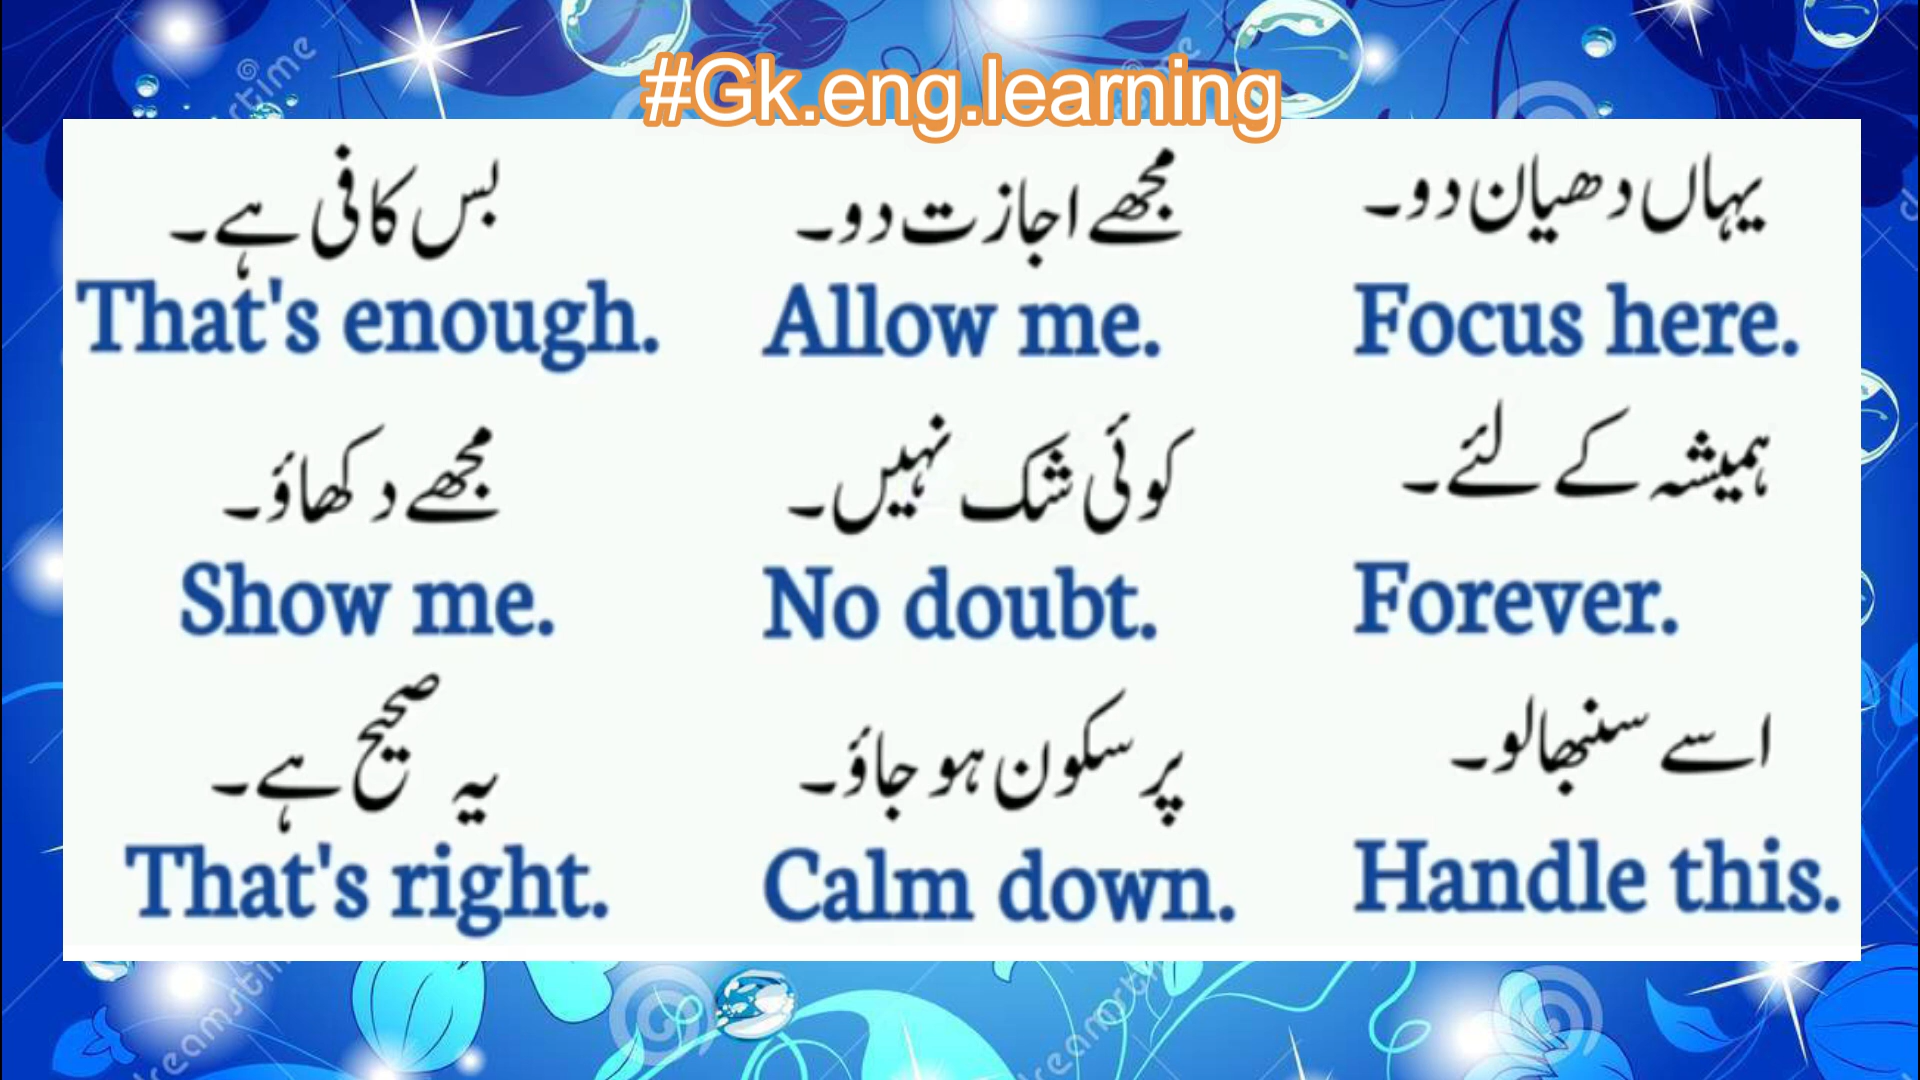 #Gk.eng.learning
بس کافی ہے۔
That's enough.
مجھے اجازت دو۔
Allow me.
یہاں دھیان دو۔
Focus here.
مجھے دکھاؤ۔
Show me.
کوئی شک نہیں۔
No doubt.
ہمیشہ کے لئے۔
Forever.
یہ صحیح ہے۔
That's right.
پر سکون ہو جاؤ۔
Calm down.
اسے سنبھالو۔
Handle this.